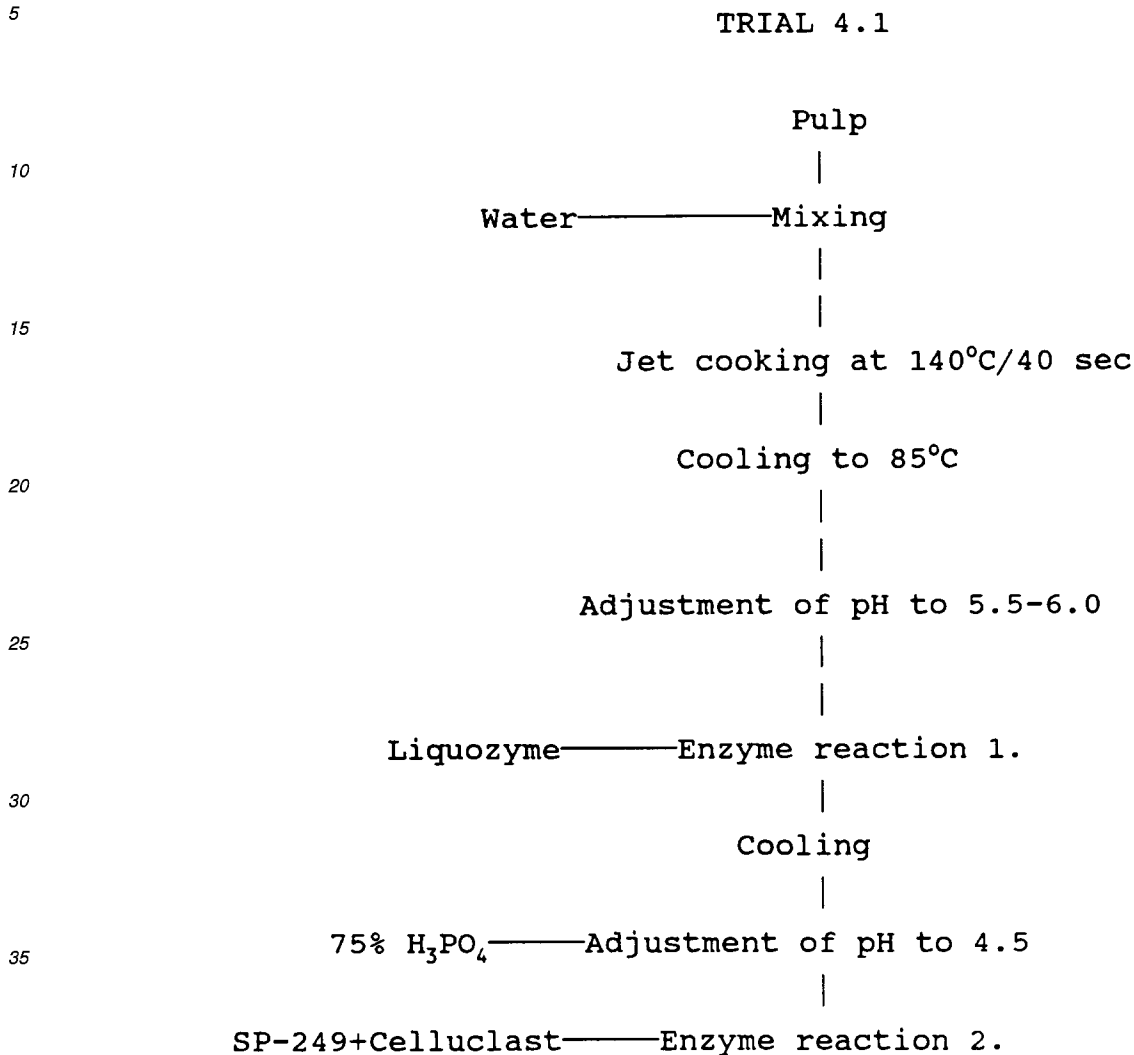 5
TRIAL 4.1
Pulp
10
Water Mixing
15
Jet cooking at 140°C/40 sec
Cooling to 85°C
20
Adjustment of pH to 5.5-6.0
25
Liquozyme Enzyme reaction 1.
30
Cooling
75% H₃PO₄ Adjustment of pH to 4.5
35
SP-249+Celluclast Enzyme reaction 2.